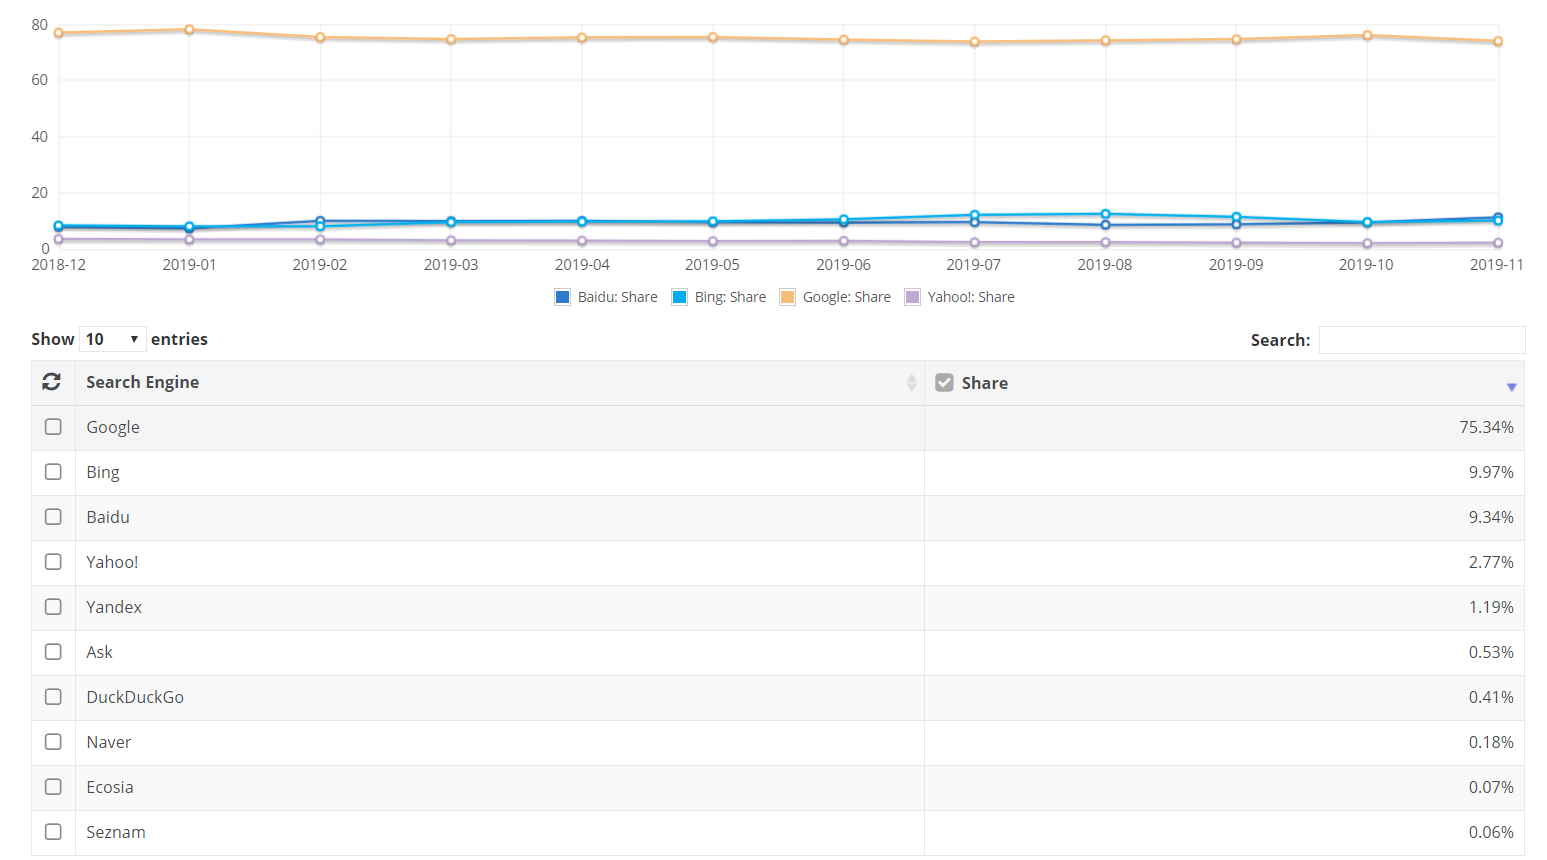 80
60
40
20
0
2018-12 2019-01 2019-02 2019-03 2019-04 2019-05 2019-06 2019-07 2019-08 2019-09 2019-10 2019-11
Baidu: Share Bing: Share Google: Share Yahoo!: Share
Show 10 entries Search:
Search Engine Share
Google 75.34%
Bing 9.97%
Baidu 9.34%
Yahoo! 2.77%
Yandex 1.19%
Ask 0.53%
DuckDuckGo 0.41%
Naver 0.18%
Ecosia 0.07%
Seznam 0.06%